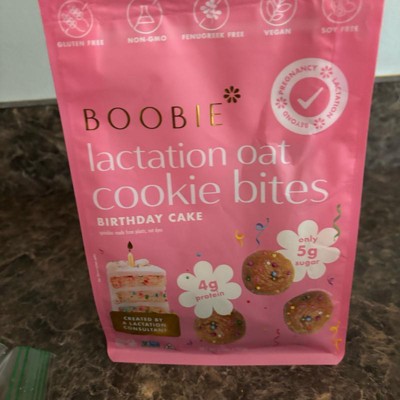 GLUTEN FREE
NON-GMO
FENUGREEK FREE
VEGAN
SOY FREE
PREGNANCY LACTATION BEYOND
BOOBIE*
lactation oat
cookie bites
BIRTHDAY CAKE
only
5g
sugar
4g
protein
CREATED BY
A LACTATION
CONSULTANT